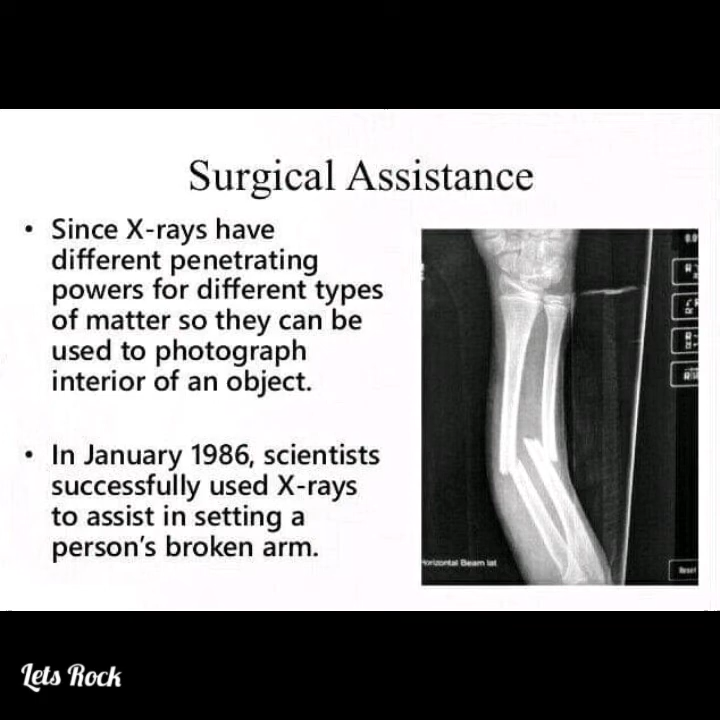 Surgical Assistance
• Since X-rays have
different penetrating
powers for different types
of matter so they can be
used to photograph
interior of an object.
• In January 1986, scientists
successfully used X-rays
to assist in setting a
person's broken arm.
Horizontal Beam lat
Reset
Lets Rock